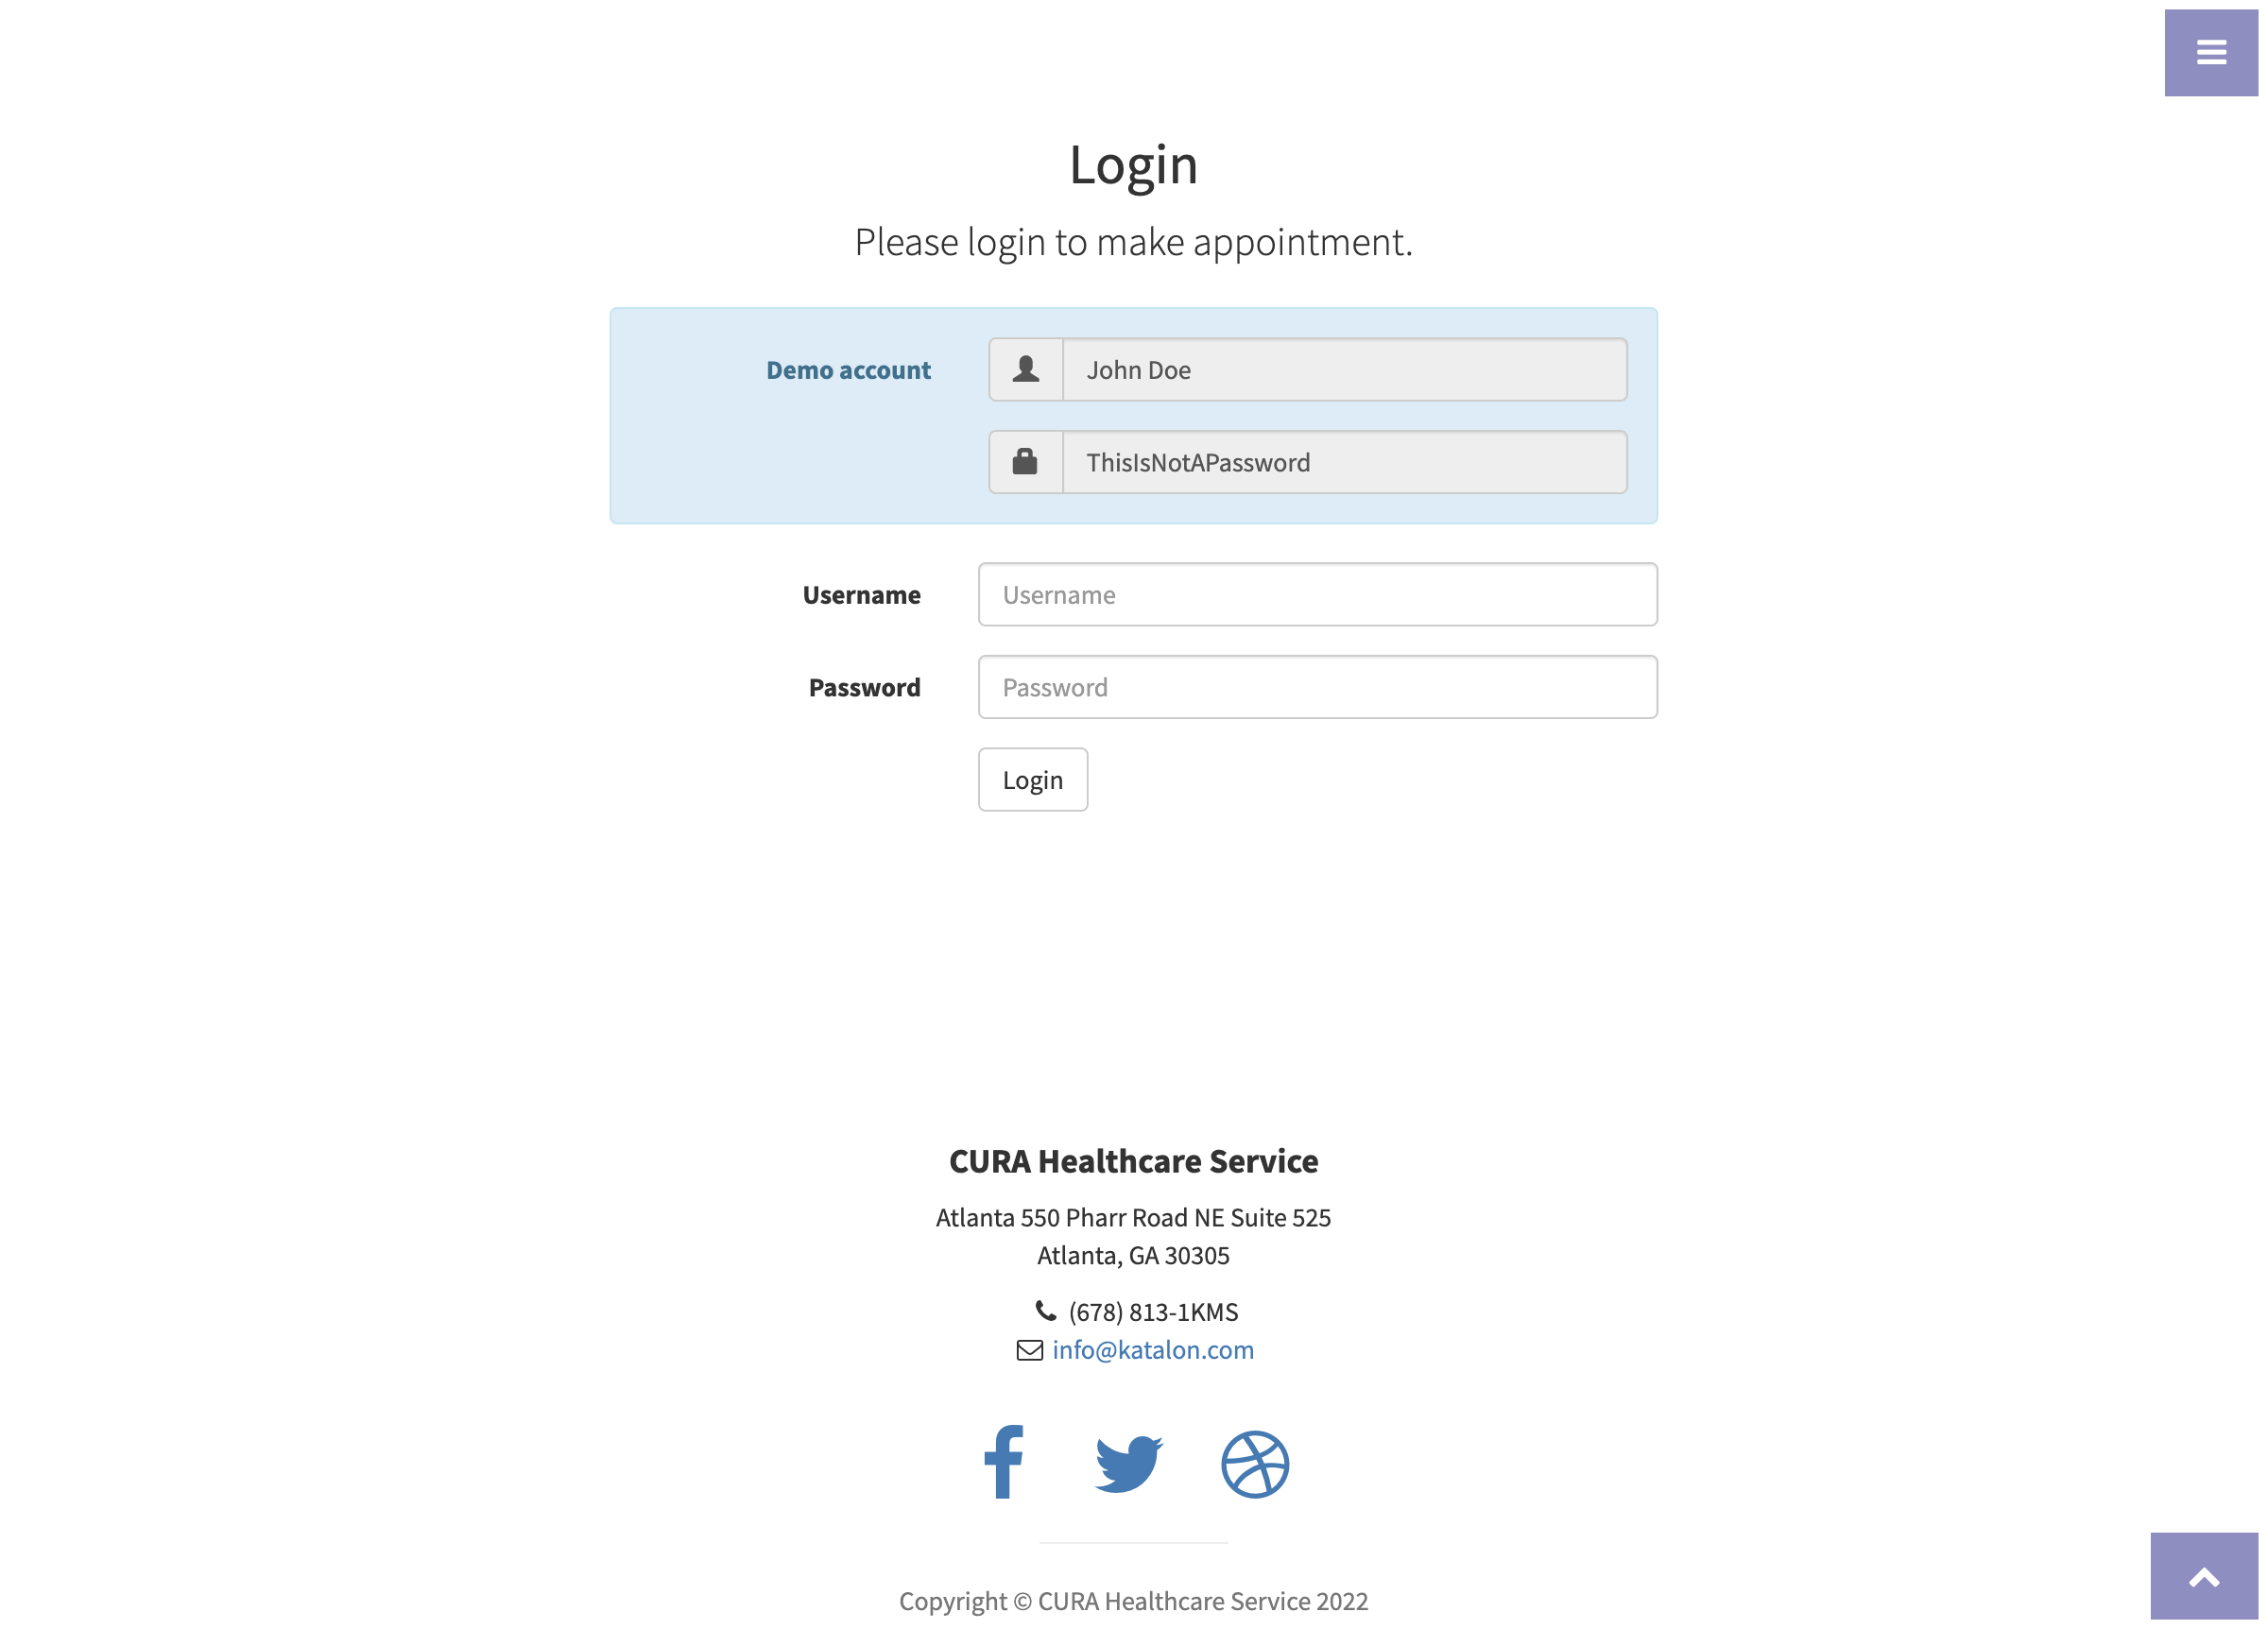 Login
Please login to make appointment.
Demo account
John Doe
ThisIsNotAPassword
Username
Username
Password
Password
Login
CURA Healthcare Service
Atlanta 550 Pharr Road NE Suite 525
Atlanta, GA 30305
(678) 813-1KMS
info@katalon.com
Copyright © CURA Healthcare Service 2022